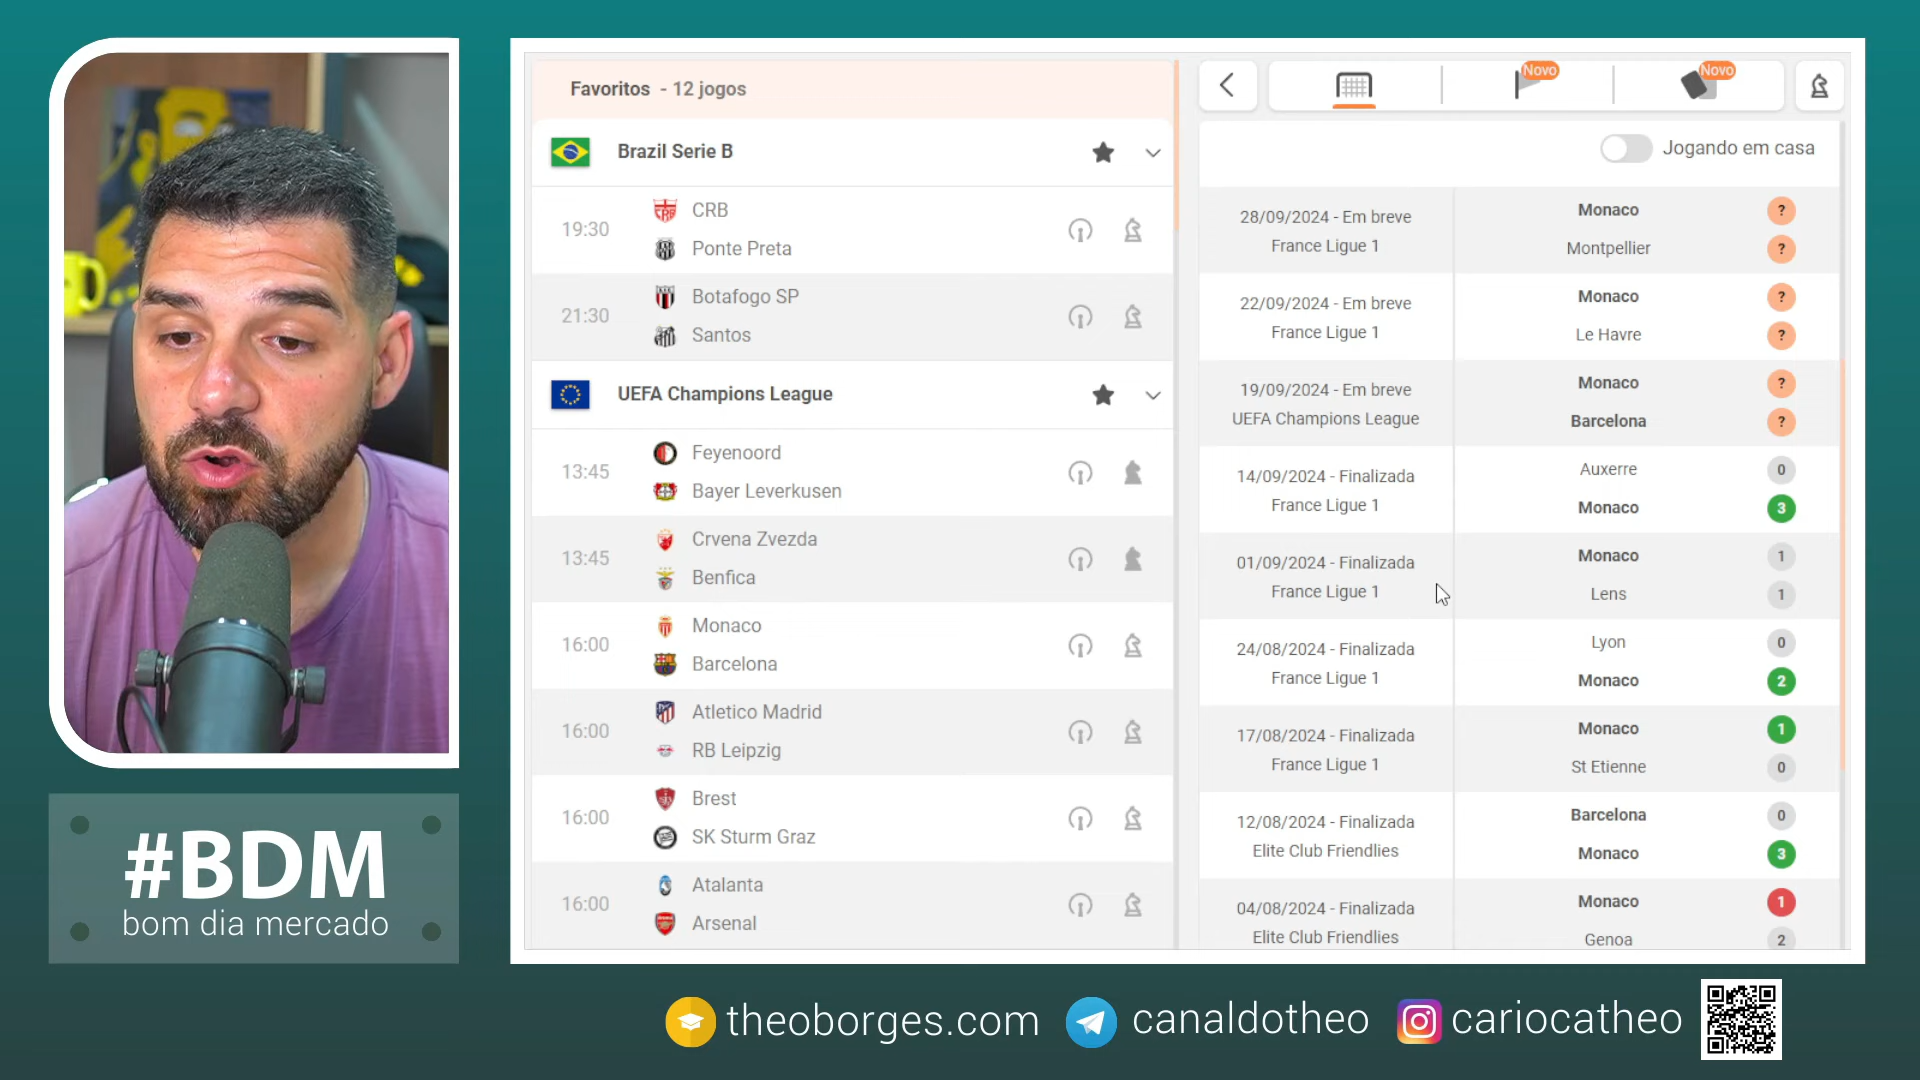 Favoritos - 12 jogos
Brazil Serie B
19:30
CRB
Ponte Preta
21:30
Botafogo SP
Santos
UEFA Champions League
13:45
Feyenoord
Bayer Leverkusen
13:45
Crvena Zvezda
Benfica
16:00
Monaco
Barcelona
16:00
Atletico Madrid
RB Leipzig
16:00
Brest
SK Sturm Graz
16:00
Atalanta
Arsenal
Novo
Novo
Jogando em casa
28/09/2024 - Em breve
France Ligue 1
Monaco ?
Montpellier ?
22/09/2024 - Em breve
France Ligue 1
Monaco ?
Le Havre ?
19/09/2024 - Em breve
UEFA Champions League
Monaco ?
Barcelona ?
14/09/2024 - Finalizada
France Ligue 1
Auxerre 0
Monaco 3
01/09/2024 - Finalizada
France Ligue 1
Monaco 1
Lens 1
24/08/2024 - Finalizada
France Ligue 1
Lyon 0
Monaco 2
17/08/2024 - Finalizada
France Ligue 1
Monaco 1
St Etienne 0
12/08/2024 - Finalizada
Elite Club Friendlies
Barcelona 0
Monaco 3
04/08/2024 - Finalizada
Elite Club Friendlies
Monaco 1
Genoa 2
#BDM
bom dia mercado
theoborges.com
canaldotheo
cariocatheo